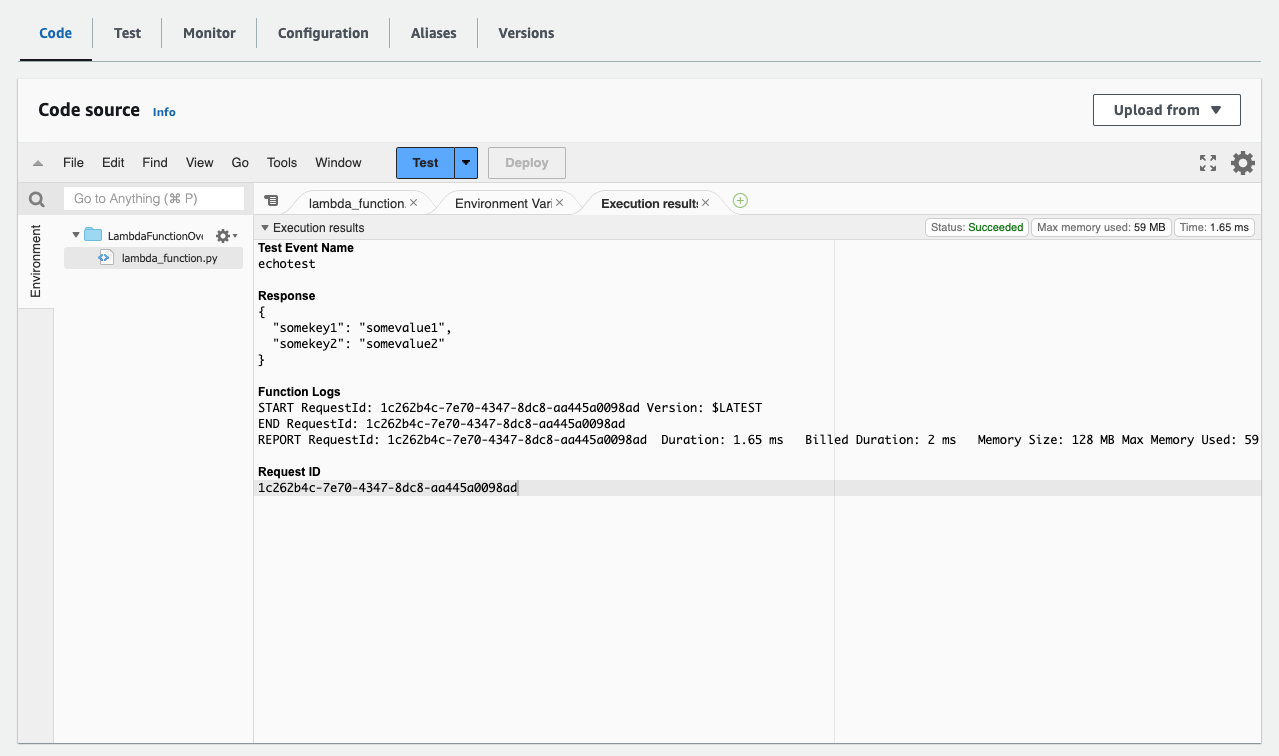 Code Test Monitor Configuration Aliases Versions
Code source Info
Upload from
File Edit Find View Go Tools Window Test Deploy
Go to Anything (⌘ P)
lambda_function. Environment Vari Execution results
Environment
LambdaFunctionOve
lambda_function.py
Execution results
Status: Succeeded Max memory used: 59 MB Time: 1.65 ms
Test Event Name
echotest
Response
{
"somekey1": "somevalue1",
"somekey2": "somevalue2"
}
Function Logs
START RequestId: 1c262b4c-7e70-4347-8dc8-aa445a0098ad Version: $LATEST
END RequestId: 1c262b4c-7e70-4347-8dc8-aa445a0098ad
REPORT RequestId: 1c262b4c-7e70-4347-8dc8-aa445a0098ad Duration: 1.65 ms Billed Duration: 2 ms Memory Size: 128 MB Max Memory Used: 59
Request ID
1c262b4c-7e70-4347-8dc8-aa445a0098ad